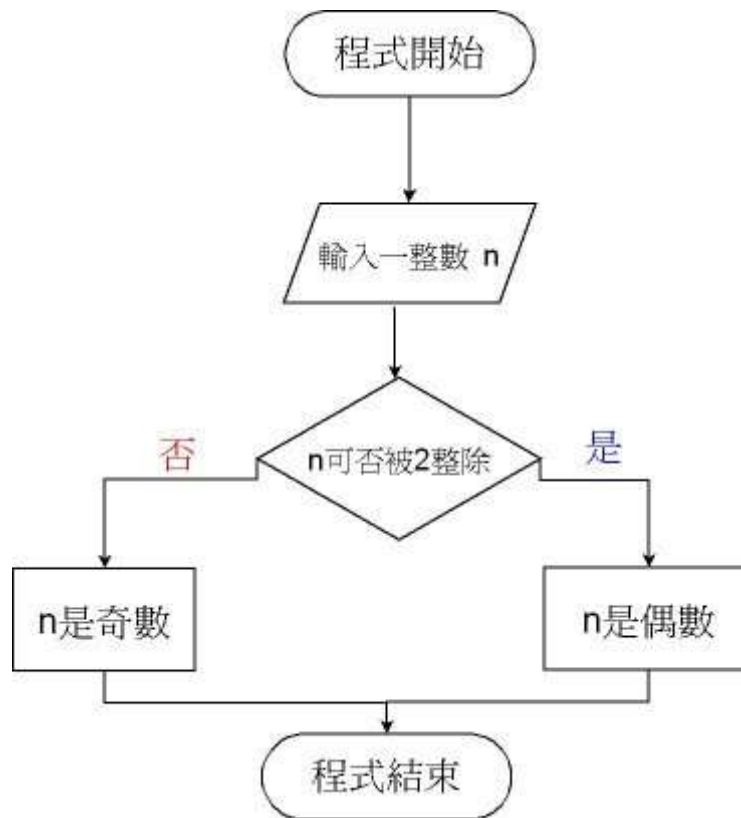 程式開始
輸入一整數 n
n可否被2整除
否
是
n是奇數
n是偶數
程式結束